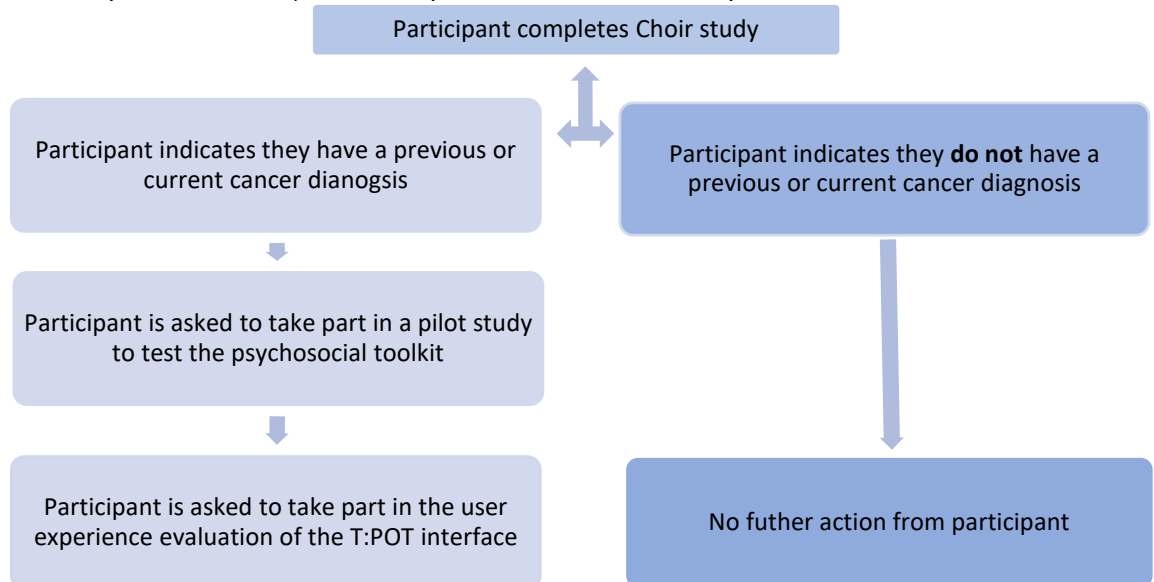 Participant completes Choir study
Participant indicates they have a previous or
current cancer dianogsis
Participant indicates they do not have a
previous or current cancer diagnosis
Participant is asked to take part in a pilot study
to test the psychosocial toolkit
Participant is asked to take part in the user
experience evaluation of the T:POT interface
No futher action from participant